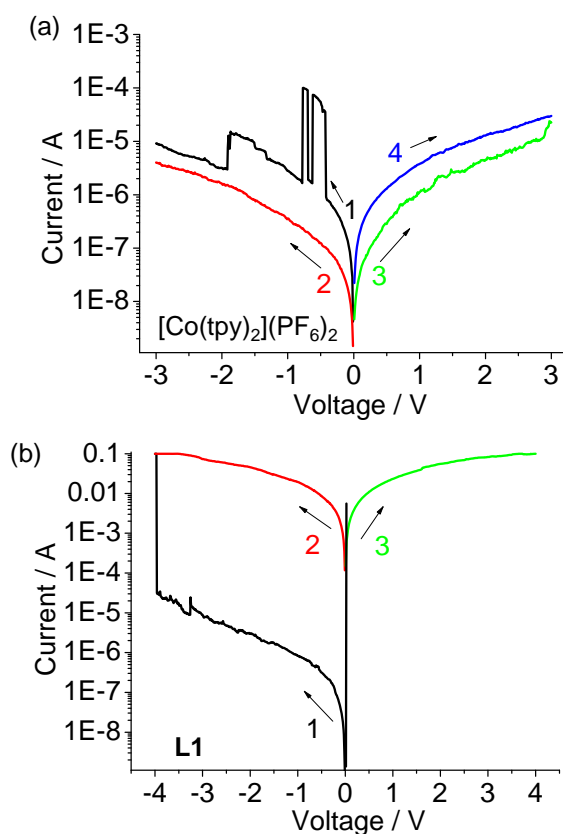 (a)
1E-3
1E-4
1E-5
1E-6
1E-7
1E-8
Current / A
1
2
3
4
[Co(tpy)₂](PF₆)₂
-3 -2 -1 0 1 2 3
Voltage / V
(b)
0.1
0.01
1E-3
1E-4
1E-5
1E-6
1E-7
1E-8
Current / A
2
3
1
L1
-4 -3 -2 -1 0 1 2 3 4
Voltage / V